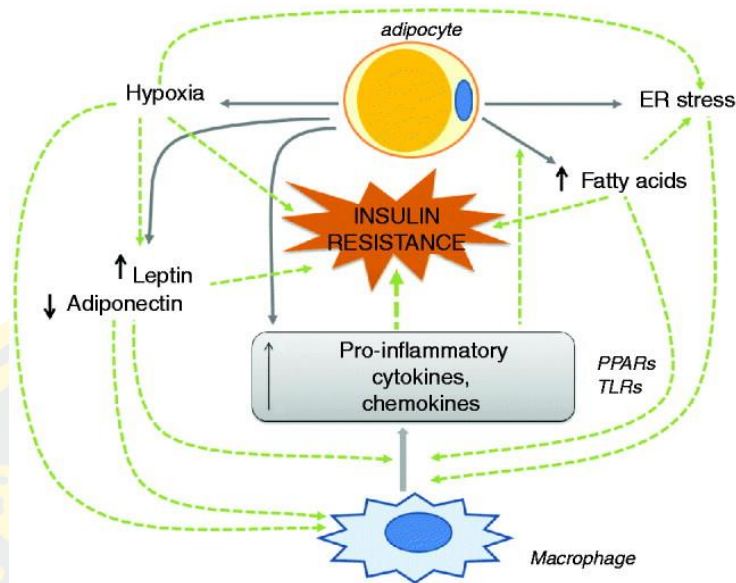 adipocyte
Hypoxia
ER stress
↑ Fatty acids
INSULIN
RESISTANCE
↑ Leptin
↓ Adiponectin
↑ Pro-inflammatory
cytokines,
chemokines
PPARs
TLRs
Macrophage